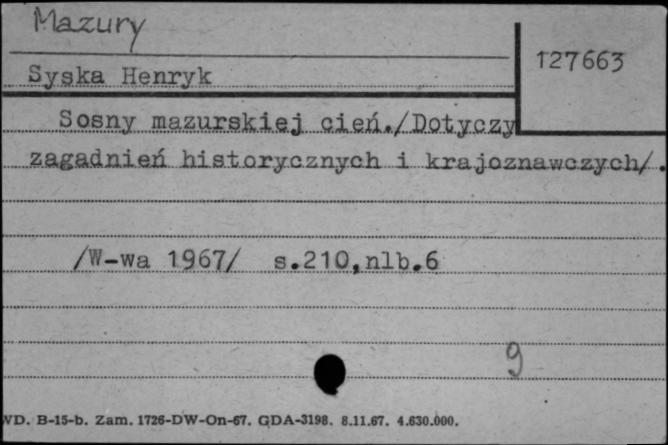 Mazury
127663
Syska Henryk
Sosny mazurskiej cień./Dotyczy
zagadnień historycznych i krajoznawczych/.
/W-wa 1967/ s.210,nlb.6
9
WD. B-15-b. Zam. 1726-DW-On-67. GDA-3198. 8.11.67. 4.630.000.